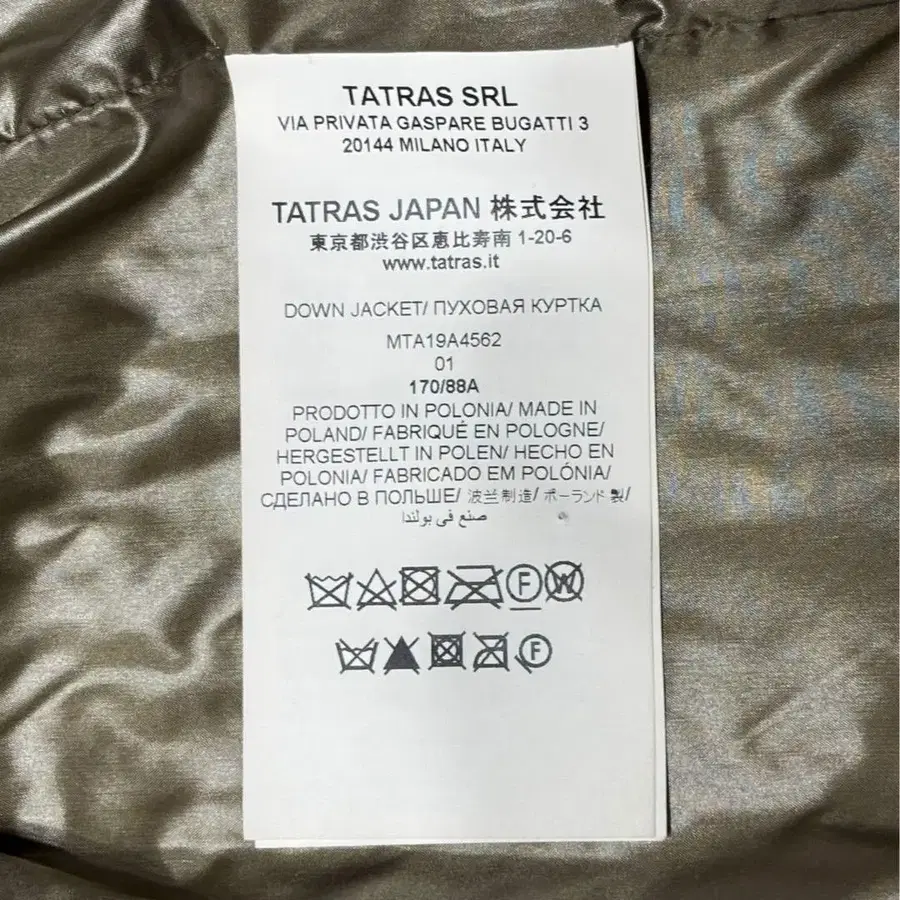 TATRAS SRL
VIA PRIVATA GASPARE BUGATTI 3
20144 MILANO ITALY
TATRAS JAPAN 株式会社
東京都渋谷区恵比寿南 1-20-6
www.tatras.it
DOWN JACKET/ ПУХОВАЯ КУРТКА
MTA19A4562
01
170/88A
PRODOTTO IN POLONIA/ MADE IN
POLAND/ FABRIQUÉ EN POLOGNE/
HERGESTELLT IN POLEN/ HECHO EN
POLONIA/ FABRICADO EM POLÓNIA/
СДЕЛАНО В ПОЛЬШЕ/ 波兰制造/ ポーランド 製/
صنع في بولندا
F W
F